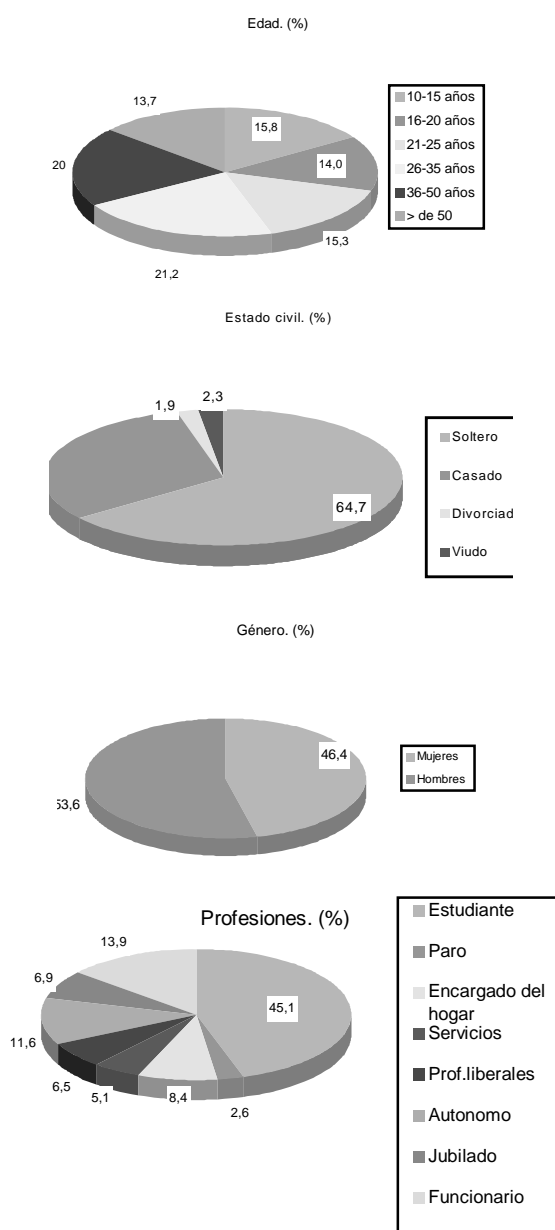 Edad. (%)
13,7
15,8
14,0
20
15,3
21,2
10-15 años
16-20 años
21-25 años
26-35 años
36-50 años
> de 50
Estado civil. (%)
1,9
2,3
64,7
Soltero
Casado
Divorciad
Viudo
Género. (%)
46,4
53,6
Mujeres
Hombres
Profesiones. (%)
13,9
6,9
45,1
11,6
6,5
5,1
8,4
2,6
Estudiante
Paro
Encargado del
hogar
Servicios
Prof.liberales
Autonomo
Jubilado
Funcionario